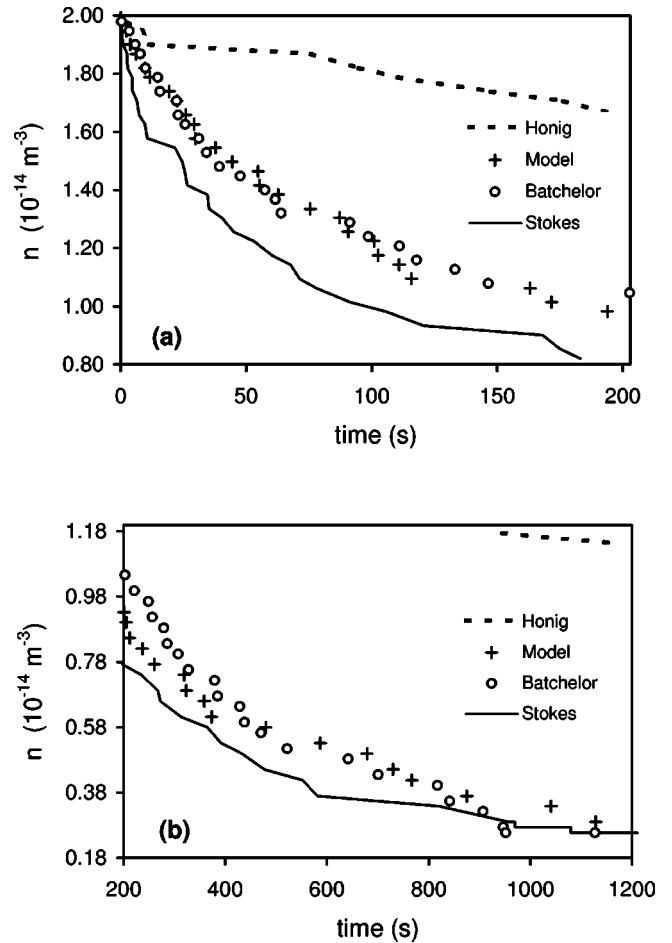 2.00
1.80
1.60
1.40
1.20
1.00
0.80
n (10⁻¹⁴ m⁻³)
Honig
Model
Batchelor
Stokes
(a)
0 50 100 150 200
time (s)
1.18
0.98
0.78
0.58
0.38
0.18
n (10⁻¹⁴ m⁻³)
Honig
Model
Batchelor
Stokes
(b)
200 400 600 800 1000 1200
time (s)